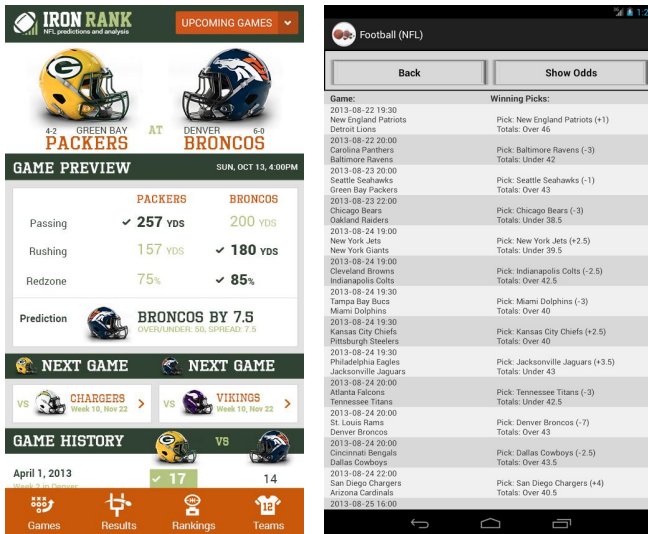 IRON RANK
NFL predictions and analysis
UPCOMING GAMES
4-2 GREEN BAY
PACKERS
AT
DENVER 6-0
BRONCOS
GAME PREVIEW
SUN, OCT 13, 4:00PM
PACKERS BRONCOS
Passing 257 YDS 200 YDS
Rushing 157 YDS 180 YDS
Redzone 75% 85%
Prediction BRONCOS BY 7.5
OVER/UNDER: 50, SPREAD: 7.5
NEXT GAME NEXT GAME
VS CHARGERS
Week 10, Nov 22
VS VIKINGS
Week 10, Nov 22
GAME HISTORY
VS
April 1, 2013 17 14
Week 2 in Denver
Games Results Rankings Teams
12
Football (NFL)
Back Show Odds
Game: Winning Picks:
2013-08-22 19:30
New England Patriots Pick: New England Patriots (+1)
Detroit Lions Totals: Over 46
2013-08-22 20:00
Carolina Panthers Pick: Baltimore Ravens (-3)
Baltimore Ravens Totals: Under 42
2013-08-23 20:00
Seattle Seahawks Pick: Seattle Seahawks (-1)
Green Bay Packers Totals: Over 43
2013-08-23 22:00
Chicago Bears Pick: Chicago Bears (-3)
Oakland Raiders Totals: Under 38.5
2013-08-24 19:00
New York Jets Pick: New York Jets (+2.5)
New York Giants Totals: Under 39.5
2013-08-24 19:00
Cleveland Browns Pick: Indianapolis Colts (-2.5)
Indianapolis Colts Totals: Over 42.5
2013-08-24 19:30
Tampa Bay Bucs Pick: Miami Dolphins (-3)
Miami Dolphins Totals: Over 40
2013-08-24 19:30
Kansas City Chiefs Pick: Kansas City Chiefs (+2.5)
Pittsburgh Steelers Totals: Over 40
2013-08-24 19:30
Philadelphia Eagles Pick: Jacksonville Jaguars (+3.5)
Jacksonville Jaguars Totals: Under 43
2013-08-24 20:00
Atlanta Falcons Pick: Tennessee Titans (-3)
Tennessee Titans Totals: Under 42.5
2013-08-24 20:00
St. Louis Rams Pick: Denver Broncos (-7)
Denver Broncos Totals: Over 43
2013-08-24 20:00
Cincinnati Bengals Pick: Dallas Cowboys (-2.5)
Dallas Cowboys Totals: Over 43.5
2013-08-24 22:00
San Diego Chargers Pick: San Diego Chargers (+4)
Arizona Cardinals Totals: Over 40.5
2013-08-25 16:00